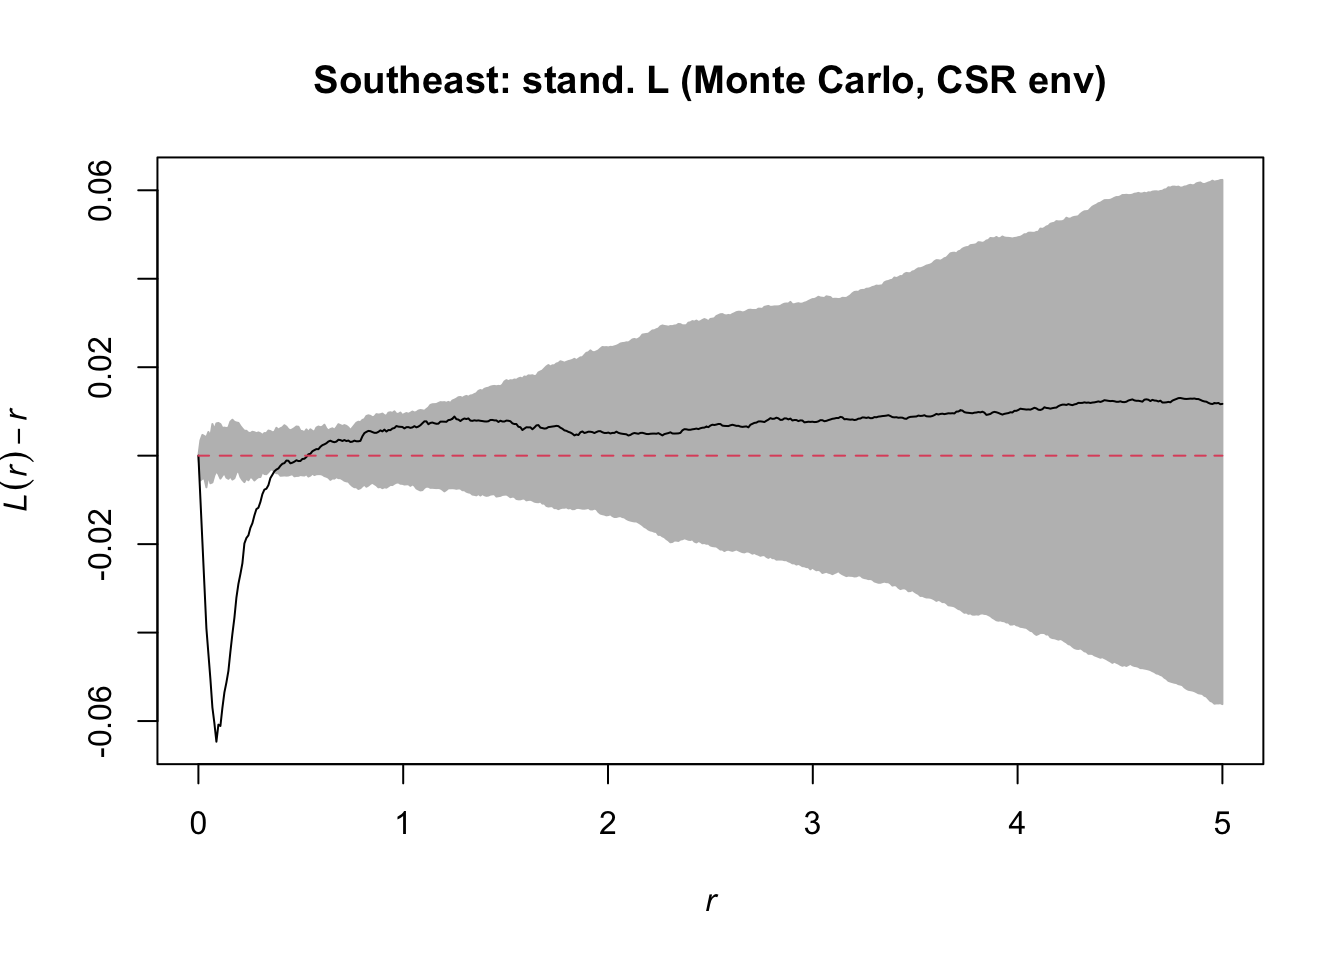 Southeast: stand. L (Monte Carlo, CSR env)
0.06
0.02
-0.02
-0.06
L(r) − r
0 1 2 3 4 5
r